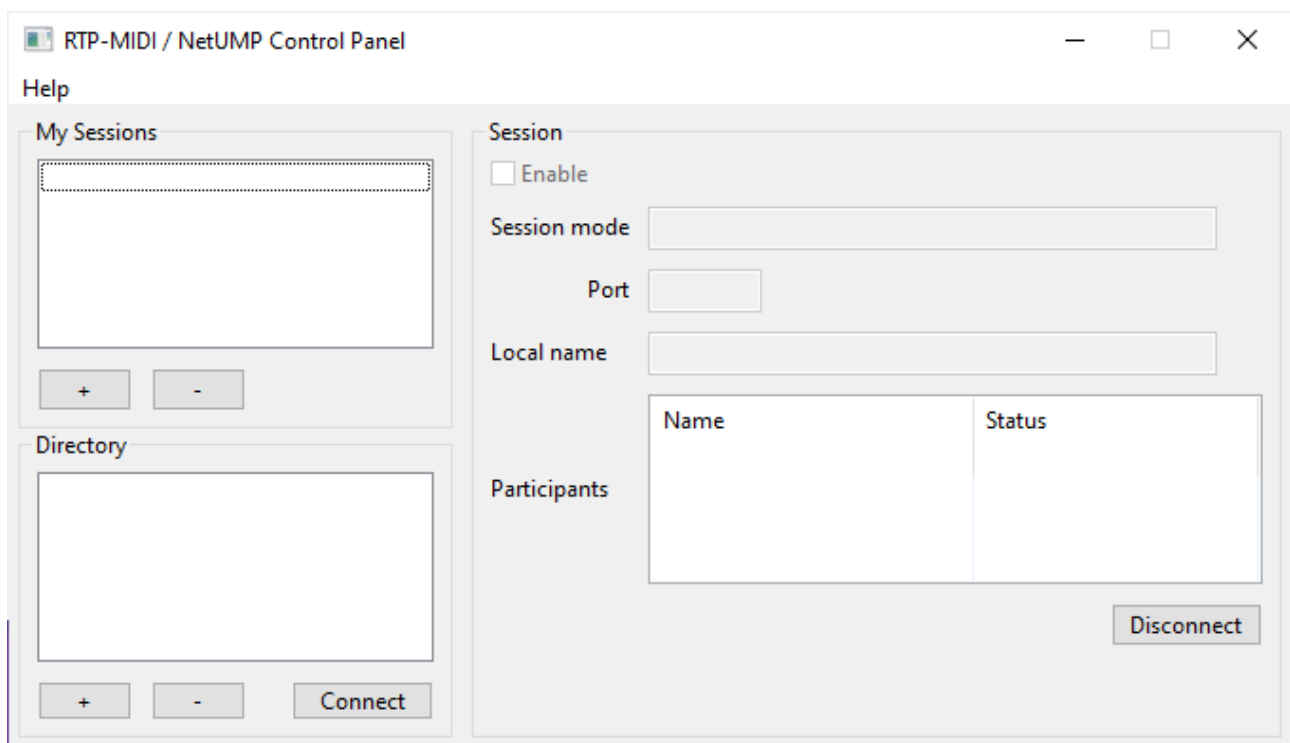 RTP-MIDI / NetUMP Control Panel
Help
My Sessions
+ -
Directory
+ - Connect
Session
Enable
Session mode
Port
Local name
Participants
Name Status
Disconnect